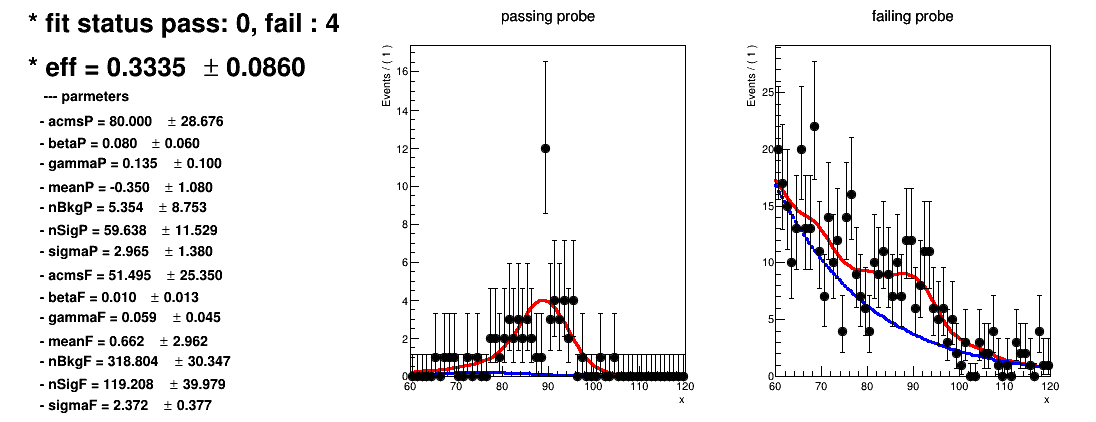 * fit status pass: 0, fail : 4
* eff = 0.3335 ± 0.0860
--- parmeters
- acmsP = 80.000 ± 28.676
- betaP = 0.080 ± 0.060
- gammaP = 0.135 ± 0.100
- meanP = -0.350 ± 1.080
- nBkgP = 5.354 ± 8.753
- nSigP = 59.638 ± 11.529
- sigmaP = 2.965 ± 1.380
- acmsF = 51.495 ± 25.350
- betaF = 0.010 ± 0.013
- gammaF = 0.059 ± 0.045
- meanF = 0.662 ± 2.962
- nBkgF = 318.804 ± 30.347
- nSigF = 119.208 ± 39.979
- sigmaF = 2.372 ± 0.377
passing probe
Events / ( 1 )
16
14
12
10
8
6
4
2
0
60 70 80 90 100 110 120
x
failing probe
Events / ( 1 )
25
20
15
10
5
0
60 70 80 90 100 110 120
x